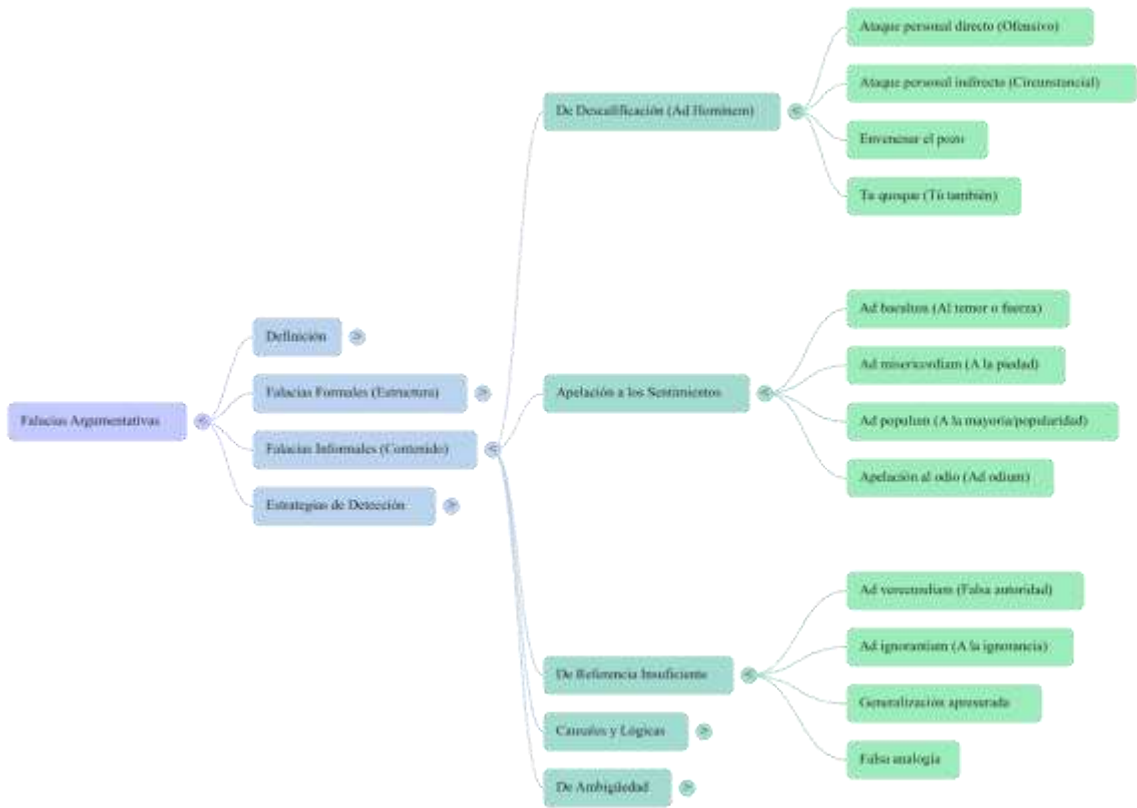 Falacias Argumentativas
Definición
Falacias Formales (Estructura)
Falacias Informales (Contenido)
Estrategias de Detección
De Descalificación (Ad Hominem)
Ataque personal directo (Ofensivo)
Ataque personal indirecto (Circunstancial)
Envenenar el pozo
Tu quoque (Tú también)
Apelación a los Sentimientos
Ad baculum (Al temor o fuerza)
Ad misericordiam (A la piedad)
Ad populum (A la mayoría/popularidad)
Apelación al odio (Ad odium)
De Referencia Insuficiente
Ad verecundiam (Falsa autoridad)
Ad ignorantiam (A la ignorancia)
Generalización apresurada
Falsa analogía
Causales y Lógicas
De Ambigüedad